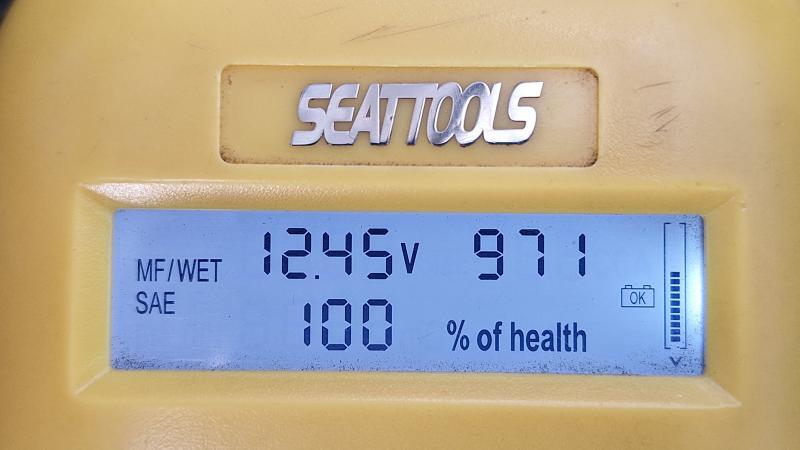 SEATTOOLS
MF/WET 12.45V 971
SAE
100 % of health
OK
V